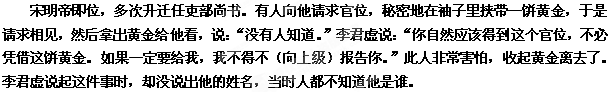 宋明帝即位，多次升迁任吏部尚书。有人向他请求官位，秘密地在袖子里挟带一饼黄金，于是
请求相见，然后拿出黄金给他看，说：“没有人知道。”李君虚说：“你自然应该得到这个官位，不必
凭借这饼黄金。如果一定要给我，我不得不（向上级）报告你。”此人非常害怕，收起黄金离去了。
李君虚说起这件事时，却没说出他的姓名，当时人都不知道他是谁。